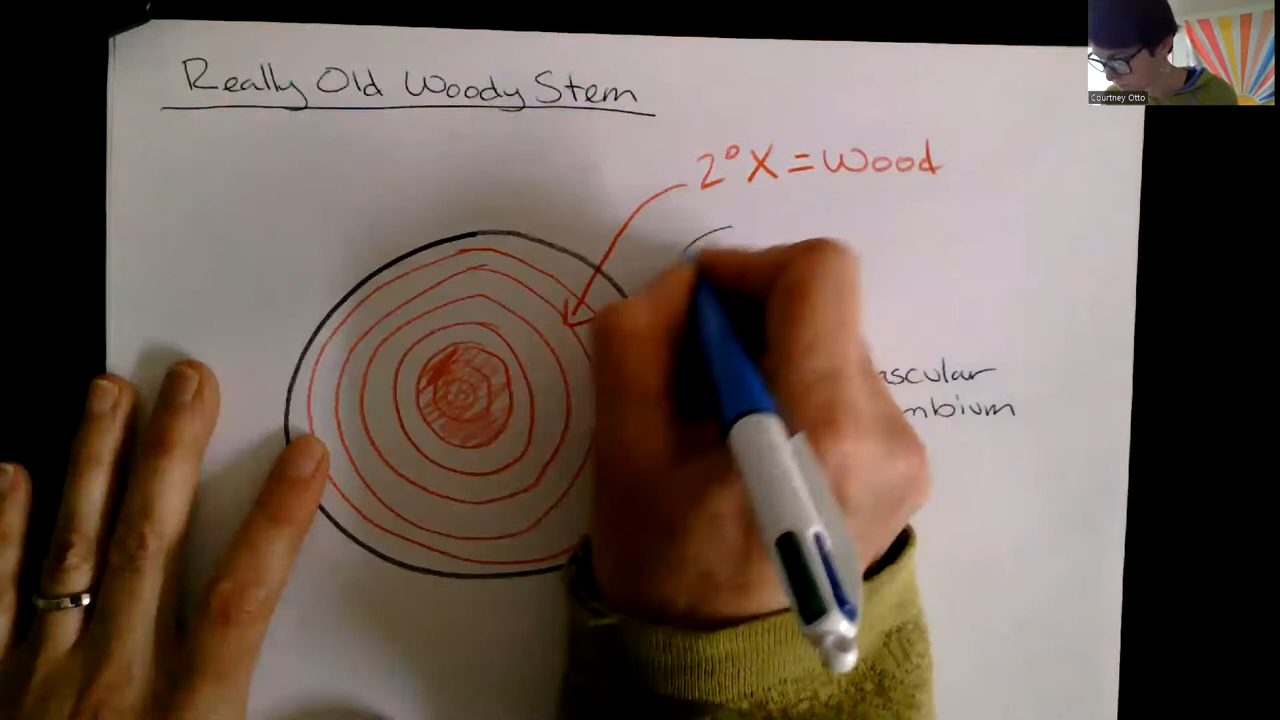 Really Old Woody Stem
2° X = Wood
ascular
mbium
Courtney Otto